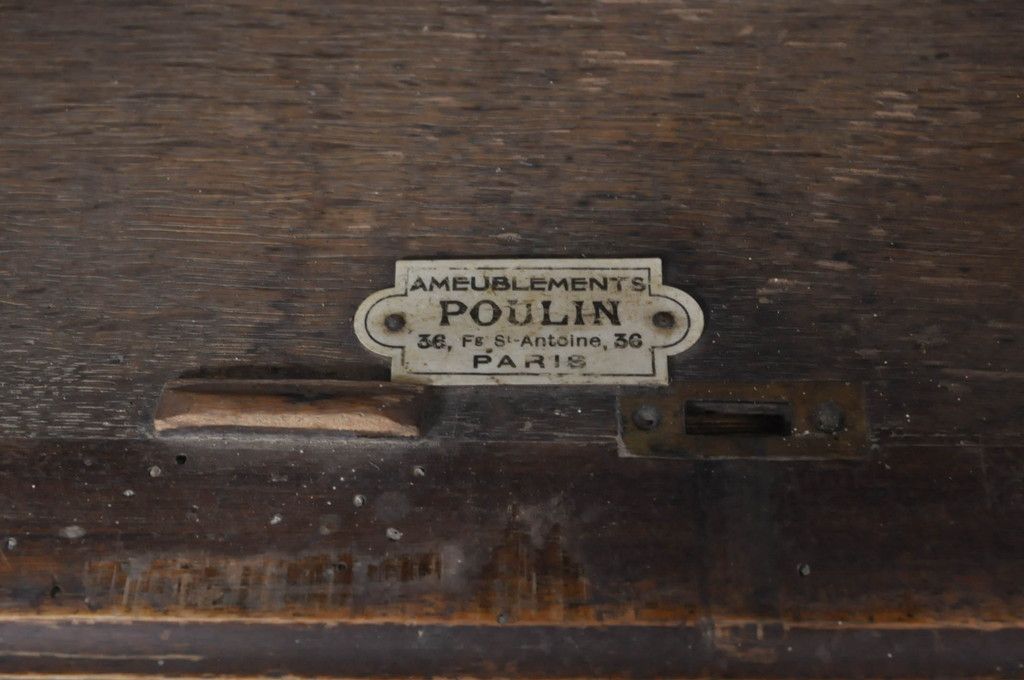 AMEUBLEMENTS
POULIN
36, Fg St-Antoine, 36
PARIS